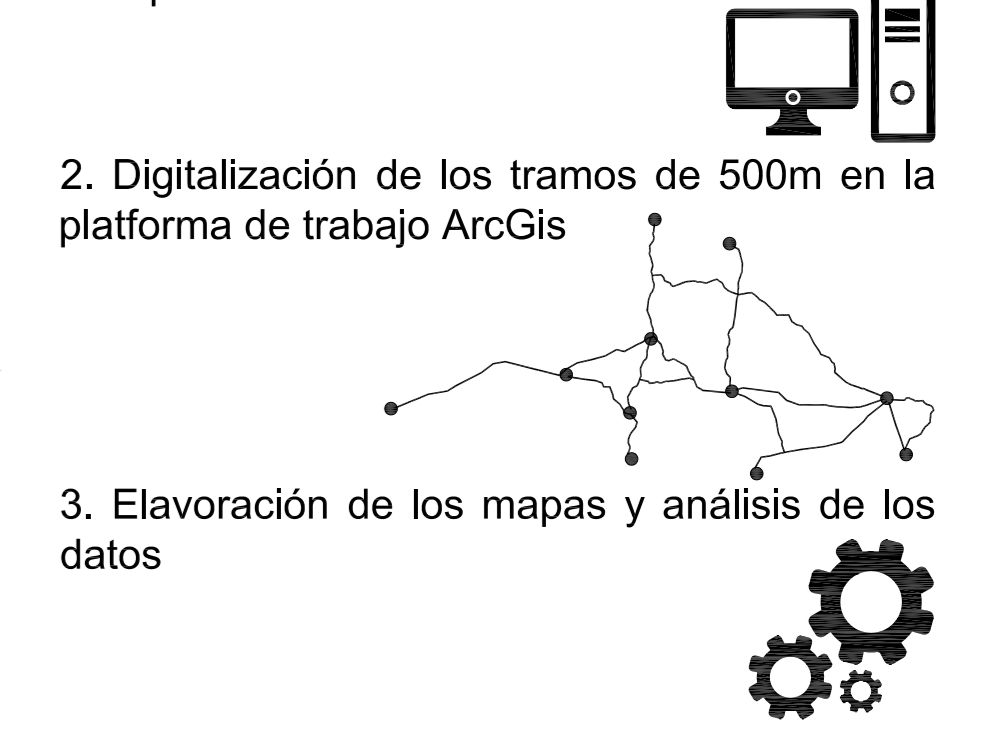 2. Digitalización de los tramos de 500m en la
platforma de trabajo ArcGis
3. Elavoración de los mapas y análisis de los
datos